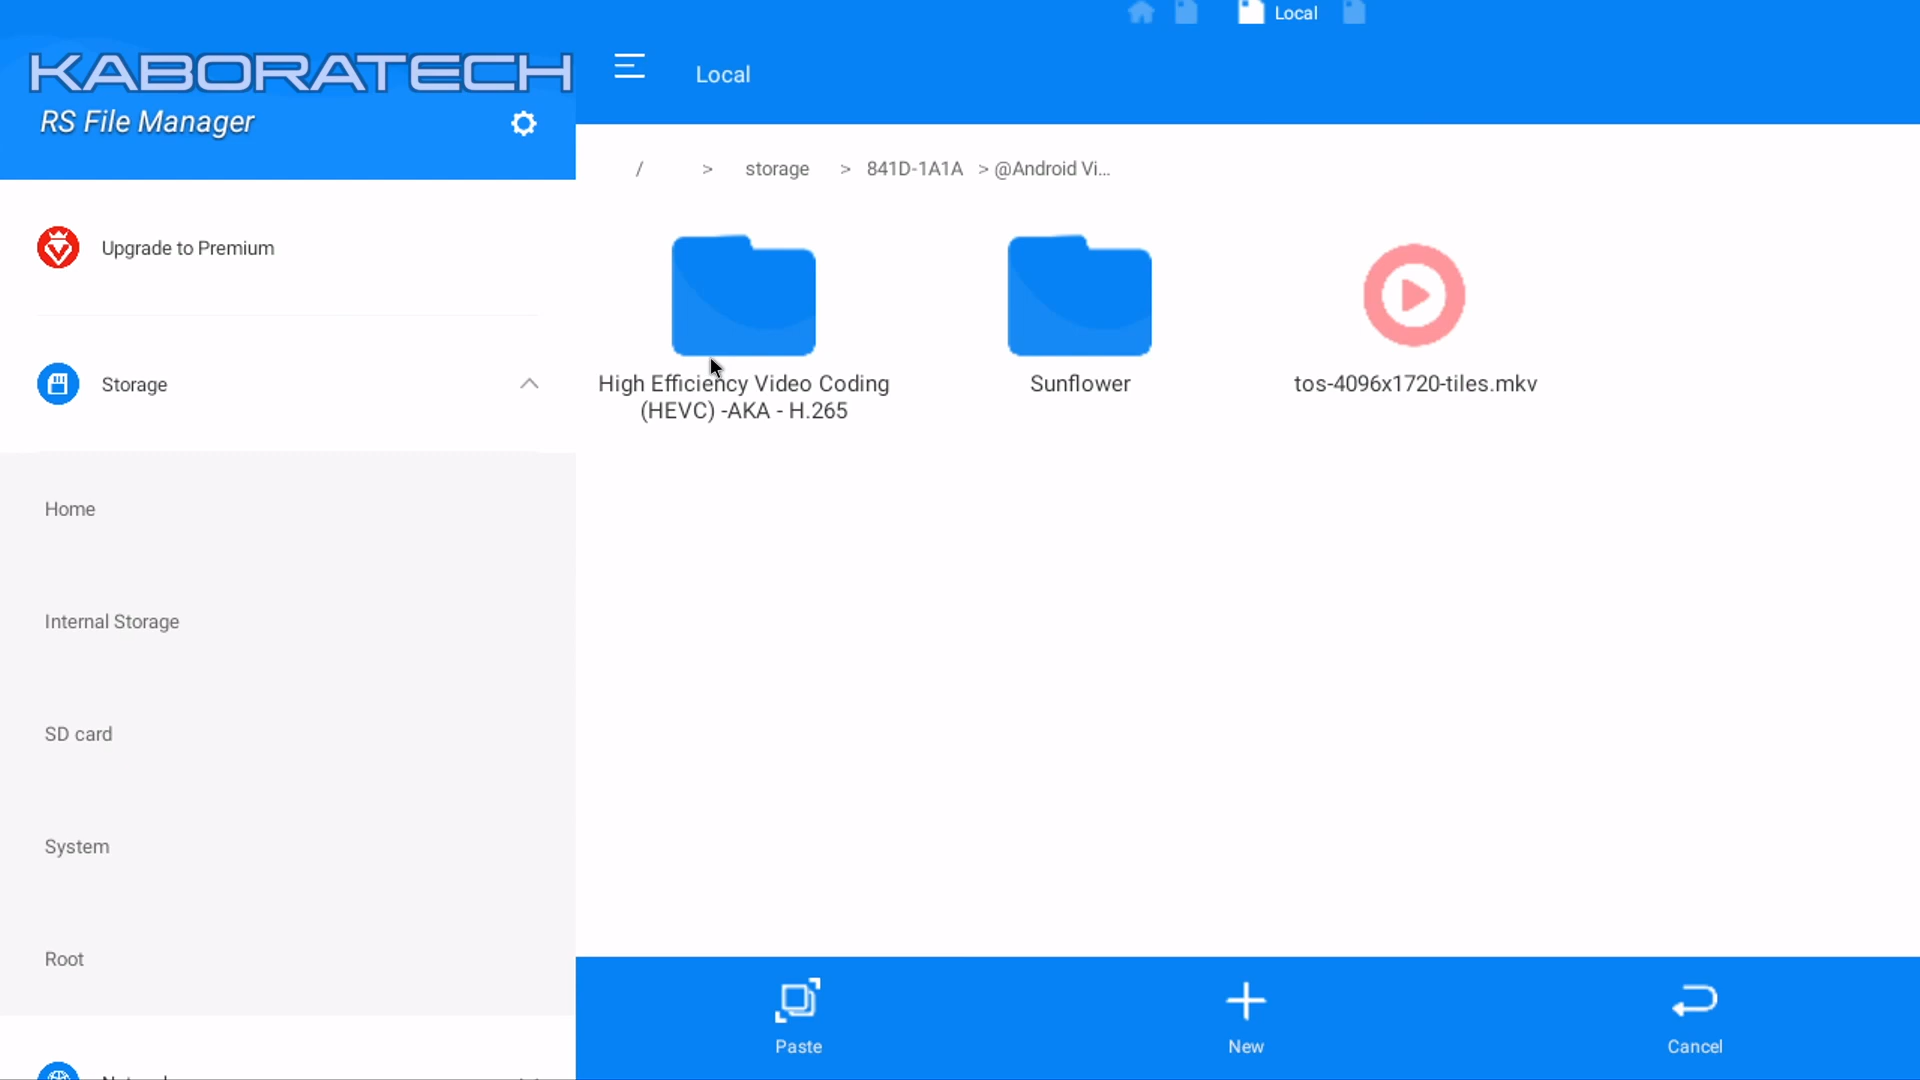 Local
KABORATECH
RS File Manager
Local
/ > storage > 841D-1A1A > @Android Vi...
Upgrade to Premium
Storage
High Efficiency Video Coding
(HEVC) -AKA - H.265
Sunflower
tos-4096x1720-tiles.mkv
Home
Internal Storage
SD card
System
Root
Paste
New
Cancel